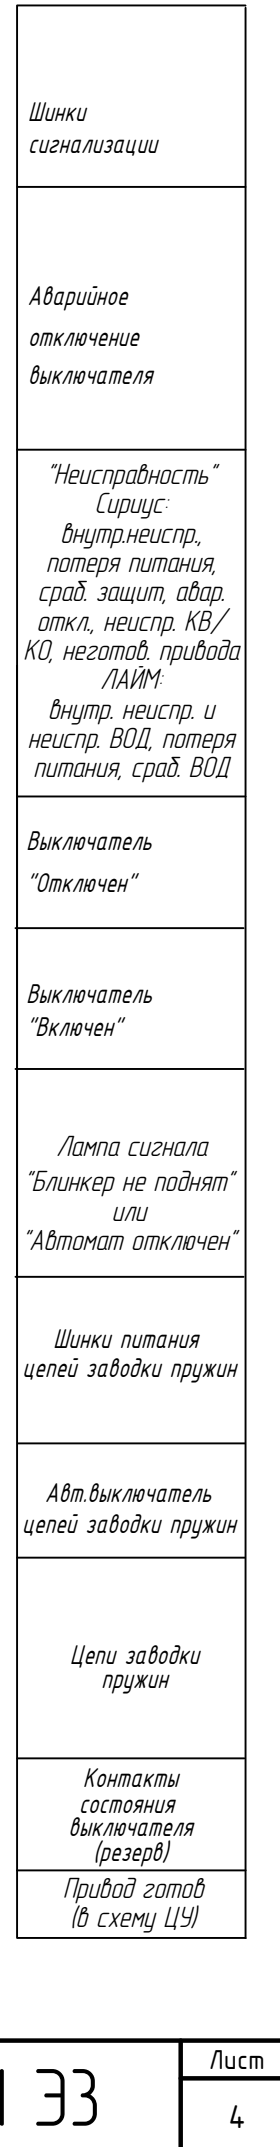 Шинки
сигнализации
Аварийное
отключение
выключателя
"Неисправность"
Сириус:
внутр.неиспр.,
потеря питания,
сраб. защит, авар.
откл., неиспр. КВ/
КО, неготов. привода
ЛАЙМ:
внутр. неиспр. и
неиспр. ВОД, потеря
питания, сраб. ВОД
Выключатель
"Отключен"
Выключатель
"Включен"
Лампа сигнала
"Блинкер не поднят"
или
"Автомат отключен"
Шинки питания
цепей заводки пружин
Авт.выключатель
цепей заводки пружин
Цепи заводки
пружин
Контакты
состояния
выключателя
(резерв)
Привод готов
(в схему ЦУ)
Лист
Э3
4